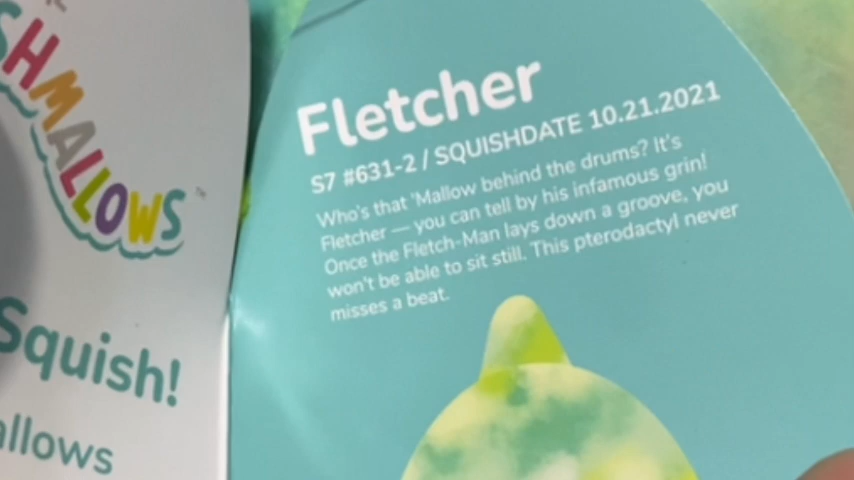 SHMALLOWS
Squish!
allows
Fletcher
S7 #631-2 / SQUISHDATE 10.21.2021
Who's that 'Mallow behind the drums? It's
Fletcher — you can tell by his infamous grin!
Once the Fletch-Man lays down a groove, you
won't be able to sit still. This pterodactyl never
misses a beat.